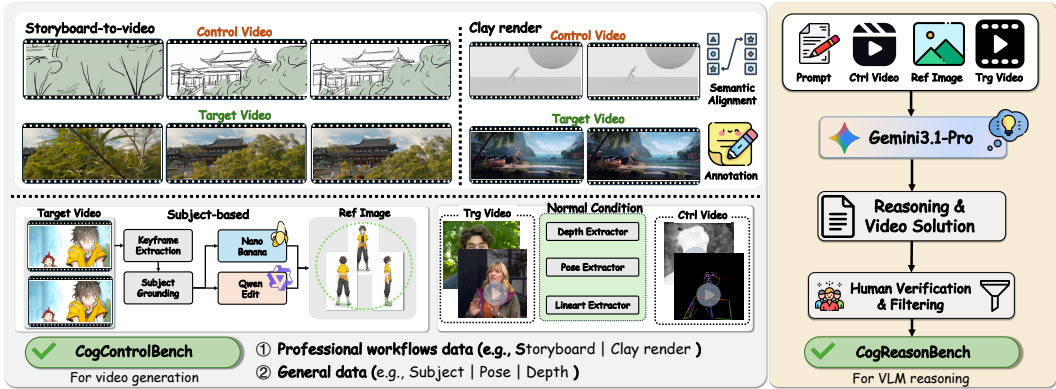 Storyboard-to-video
Control Video
Target Video
Clay render
Control Video
Target Video
Semantic
Alignment
Annotation
Target Video
Subject-based
Keyframe
Extraction
Subject
Grounding
Nano
Banana
Qwen
Edit
Ref Image
Trg Video
Normal Condition
Depth Extractor
Pose Extractor
Lineart Extractor
Ctrl Video
CogControlBench
For video generation
① Professional workflows data (e.g., Storyboard | Clay render )
② General data (e.g., Subject | Pose | Depth )
Prompt Ctrl Video Ref Image Trg Video
Gemini3.1-Pro
Reasoning &
Video Solution
Human Verification
& Filtering
CogReasonBench
For VLM reasoning